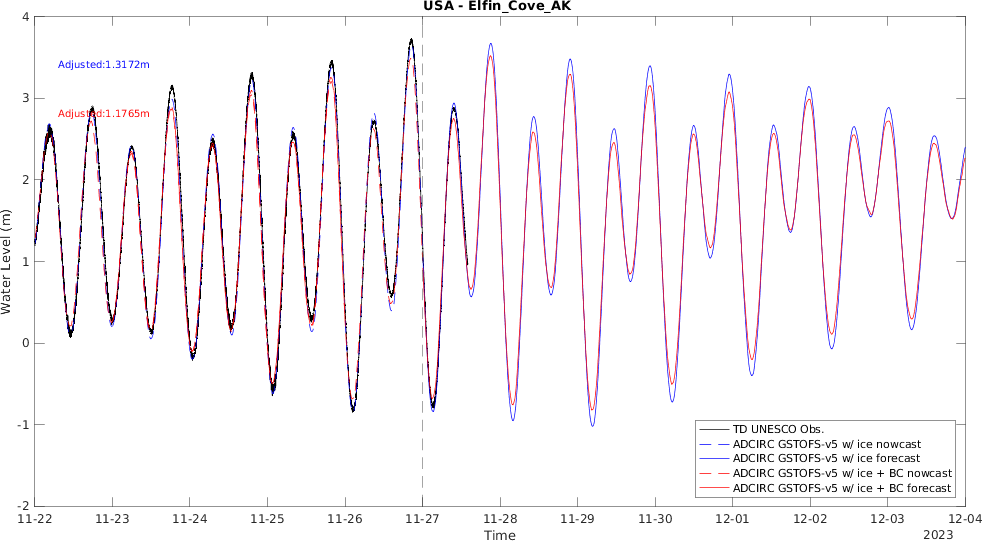 USA - Elfin_Cove_AK
Water Level (m)
4
3
2
1
0
-1
-2
Adjusted:1.3172m
Adjusted:1.1765m
TD UNESCO Obs.
ADCIRC GSTOFS-v5 w/ ice nowcast
ADCIRC GSTOFS-v5 w/ ice forecast
ADCIRC GSTOFS-v5 w/ ice + BC nowcast
ADCIRC GSTOFS-v5 w/ ice + BC forecast
11-22 11-23 11-24 11-25 11-26 11-27 11-28 11-29 11-30 12-01 12-02 12-03 12-04
Time
2023